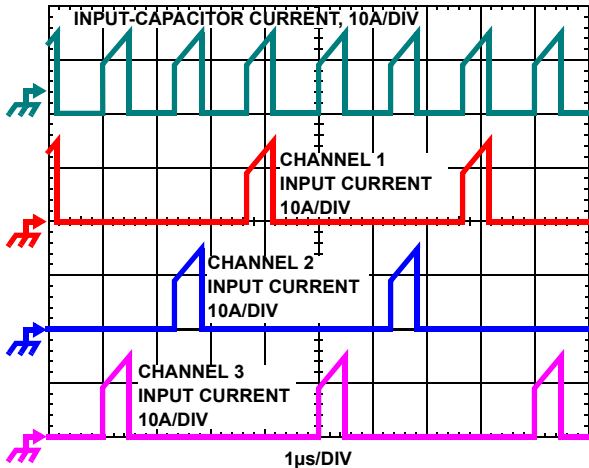 INPUT-CAPACITOR CURRENT, 10A/DIV
CHANNEL 1
INPUT CURRENT
10A/DIV
CHANNEL 2
INPUT CURRENT
10A/DIV
CHANNEL 3
INPUT CURRENT
10A/DIV
1µs/DIV